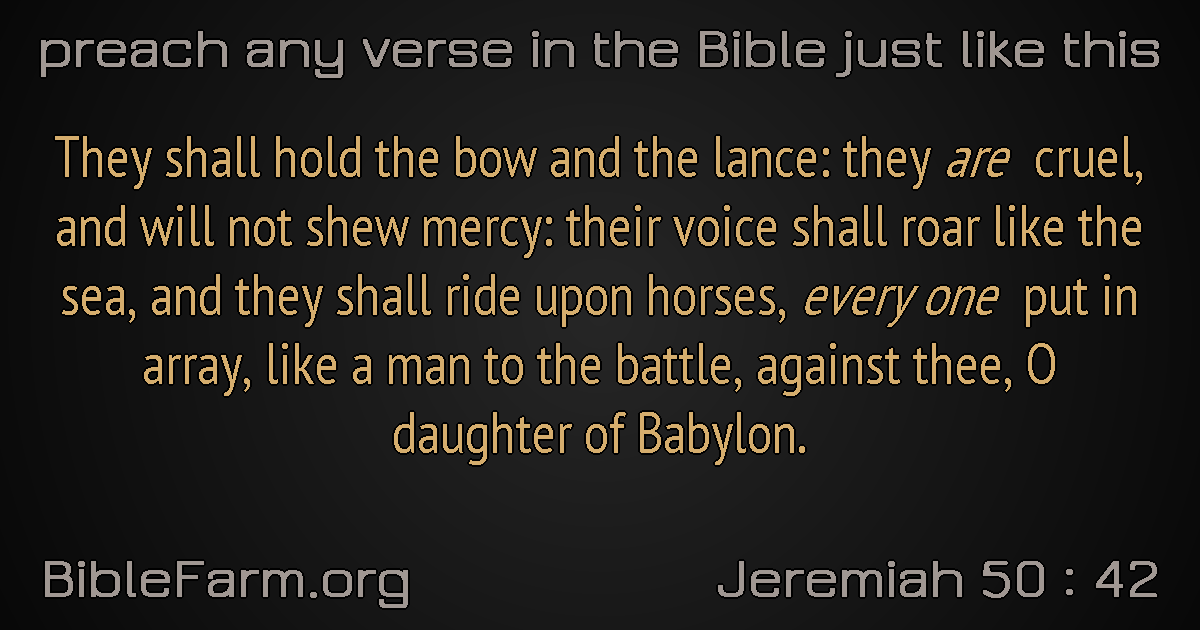 preach any verse in the Bible just like this
They shall hold the bow and the lance: they are cruel,
and will not shew mercy: their voice shall roar like the
sea, and they shall ride upon horses, every one put in
array, like a man to the battle, against thee, O
daughter of Babylon.
BibleFarm.org
Jeremiah 50 : 42